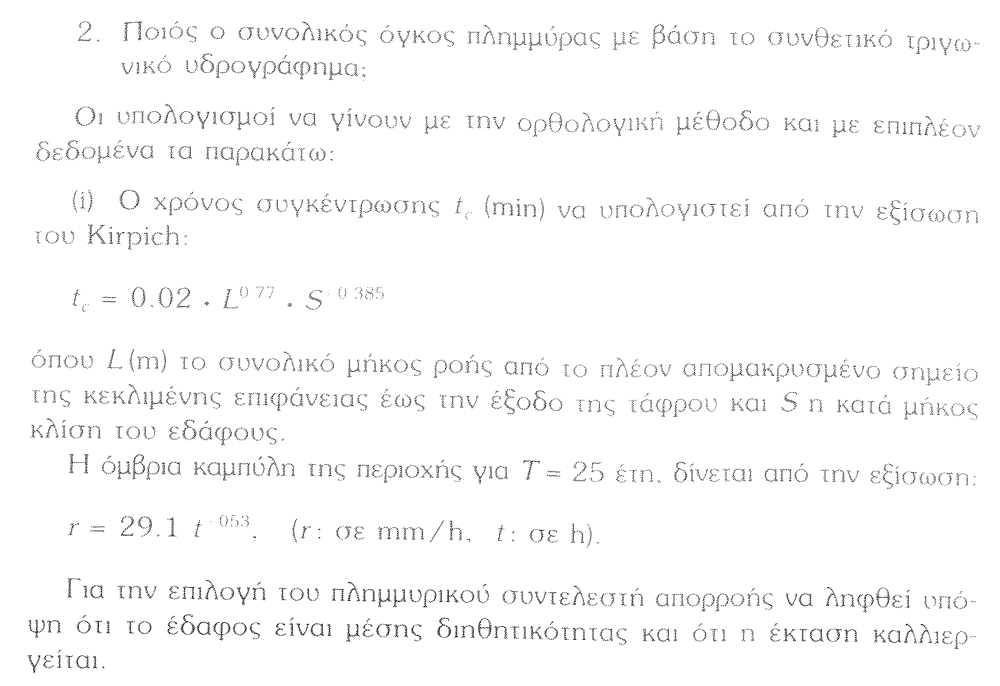 2. Ποιός ο συνολικός όγκος πλημμύρας με βάση το συνθετικό τριγω-
νικό υδρογράφημα;
Οι υπολογισμοί να γίνουν με την ορθολογική μέθοδο και με επιπλέον
δεδομένα τα παρακάτω:
(i) Ο χρόνος συγκέντρωσης t_c (min) να υπολογιστεί από την εξίσωση
του Kirpich:
t_c = 0.02 · L^0.77 · S^-0.385
όπου L (m) το συνολικό μήκος ροής από το πλέον απομακρυσμένο σημείο
της κεκλιμένης επιφάνειας έως την έξοδο της τάφρου και S η κατά μήκος
κλίση του εδάφους.
Η όμβρια καμπύλη της περιοχής για T = 25 έτη, δίνεται από την εξίσωση:
r = 29.1 t^-0.53, (r: σε mm/h, t: σε h).
Για την επιλογή του πλημμυρικού συντελεστή απορροής να ληφθεί υπό-
ψη ότι το έδαφος είναι μέσης διηθητικότητας και ότι η έκταση καλλιερ-
γείται.